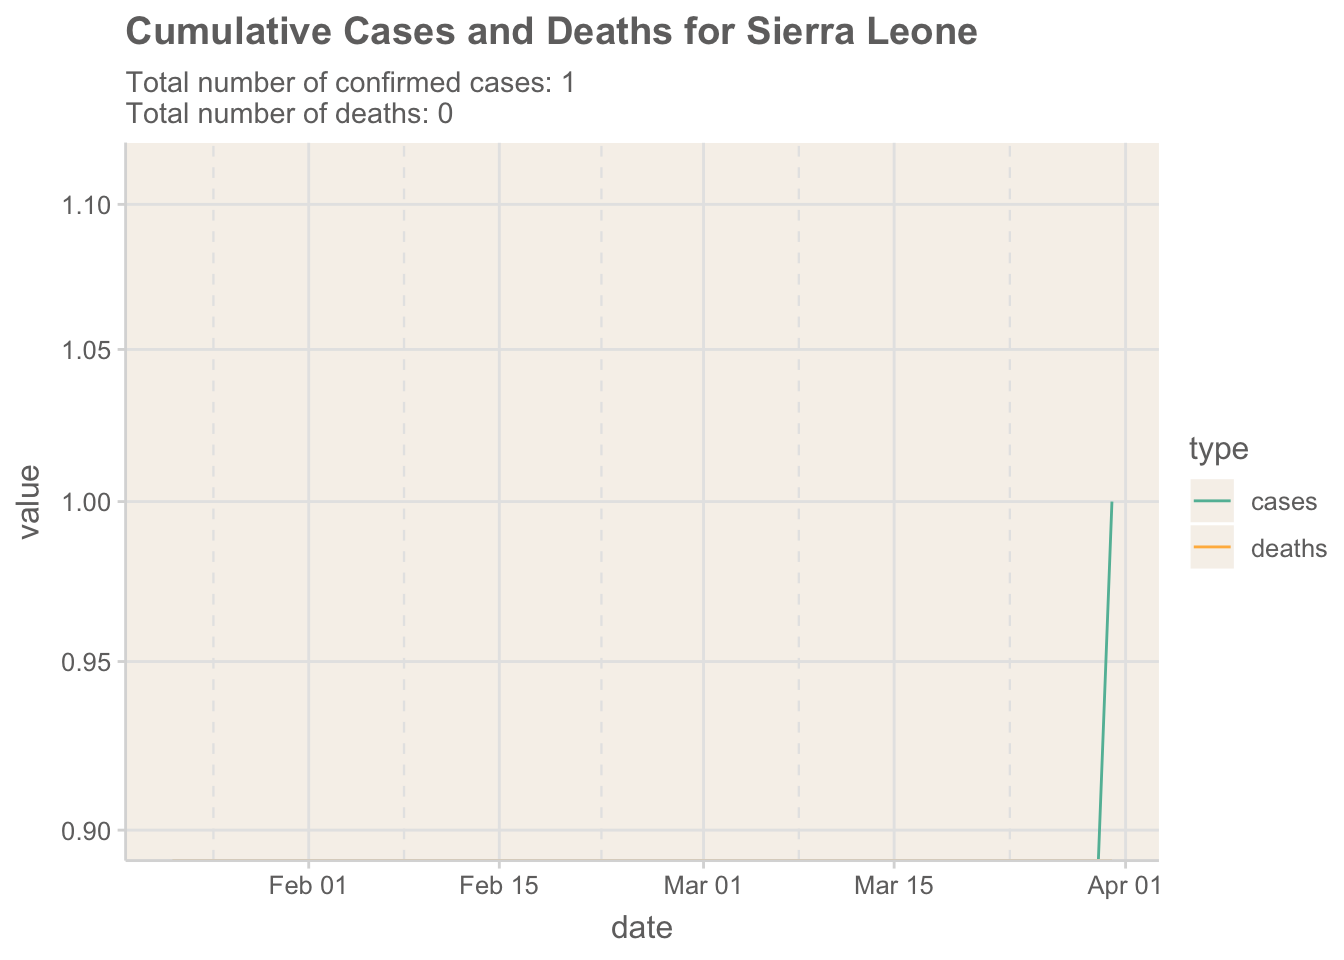 Cumulative Cases and Deaths for Sierra Leone
Total number of confirmed cases: 1
Total number of deaths: 0
1.10
1.05
1.00
0.95
0.90
value
Feb 01
Feb 15
Mar 01
Mar 15
Apr 01
date
type
cases
deaths